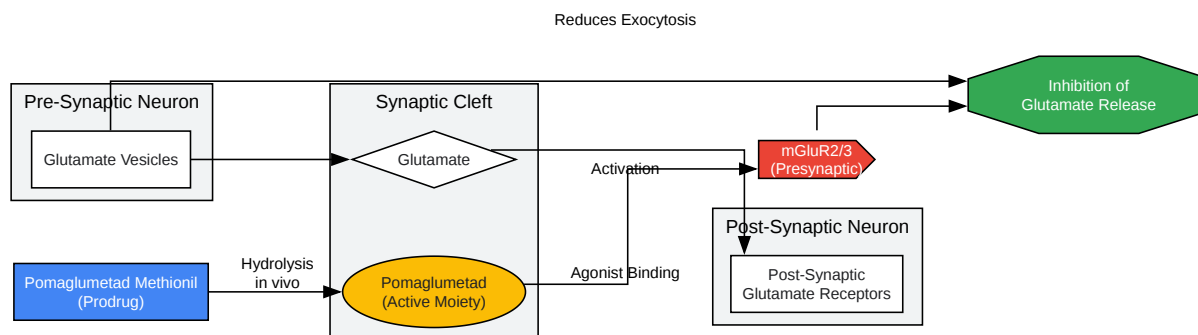 Reduces Exocytosis
Inhibition of
Glutamate Release
Pre-Synaptic Neuron
Synaptic Cleft
Glutamate Vesicles
Glutamate
Activation
mGluR2/3
(Presynaptic)
Post-Synaptic Neuron
Pomaglumetad Methionil
(Prodrug)
Hydrolysis
in vivo
Pomaglumetad
(Active Moiety)
Agonist Binding
Post-Synaptic
Glutamate Receptors